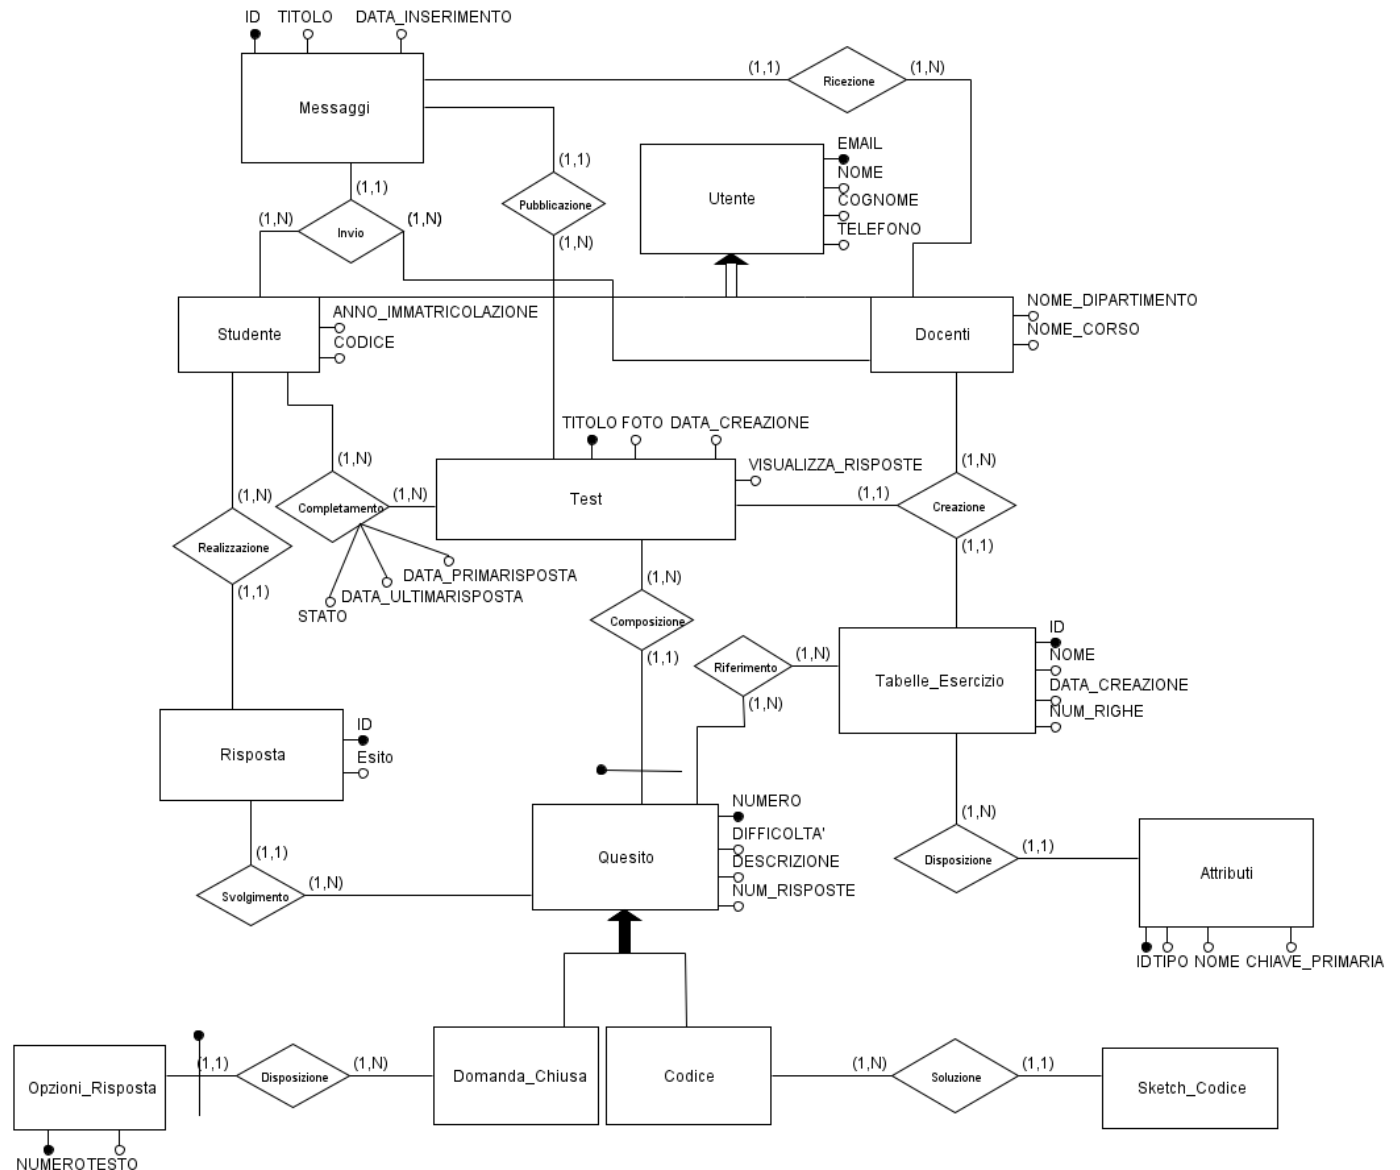 ID TITOLO DATA_INSERIMENTO
Messaggi
(1,1) Ricezione (1,N)
Utente
EMAIL
NOME
COGNOME
TELEFONO
(1,1)
Pubblicazione
(1,N)
(1,1)
(1,N) Invio (1,N)
Studente
ANNO_IMMATRICOLAZIONE
CODICE
Docenti
NOME_DIPARTIMENTO
NOME_CORSO
TITOLO FOTO DATA_CREAZIONE
VISUALIZZA_RISPOSTE
Test
(1,N)
Completamento (1,N)
DATA_PRIMARISPOSTA
DATA_ULTIMARISPOSTA
STATO
(1,N)
(1,1) Creazione
(1,1)
(1,N)
Realizzazione
(1,1)
(1,N)
Composizione
(1,1)
Riferimento (1,N)
(1,N)
Tabelle_Esercizio
ID
NOME
DATA_CREAZIONE
NUM_RIGHE
Risposta
ID
Esito
Quesito
NUMERO
DIFFICOLTA'
DESCRIZIONE
NUM_RISPOSTE
(1,1)
Svolgimento (1,N)
(1,N)
Disposizione (1,1)
Attributi
ID TIPO NOME CHIAVE_PRIMARIA
Opzioni_Risposta
NUMERO TESTO
(1,1) Disposizione (1,N)
Domanda_Chiusa
Codice
(1,N) Soluzione (1,1)
Sketch_Codice